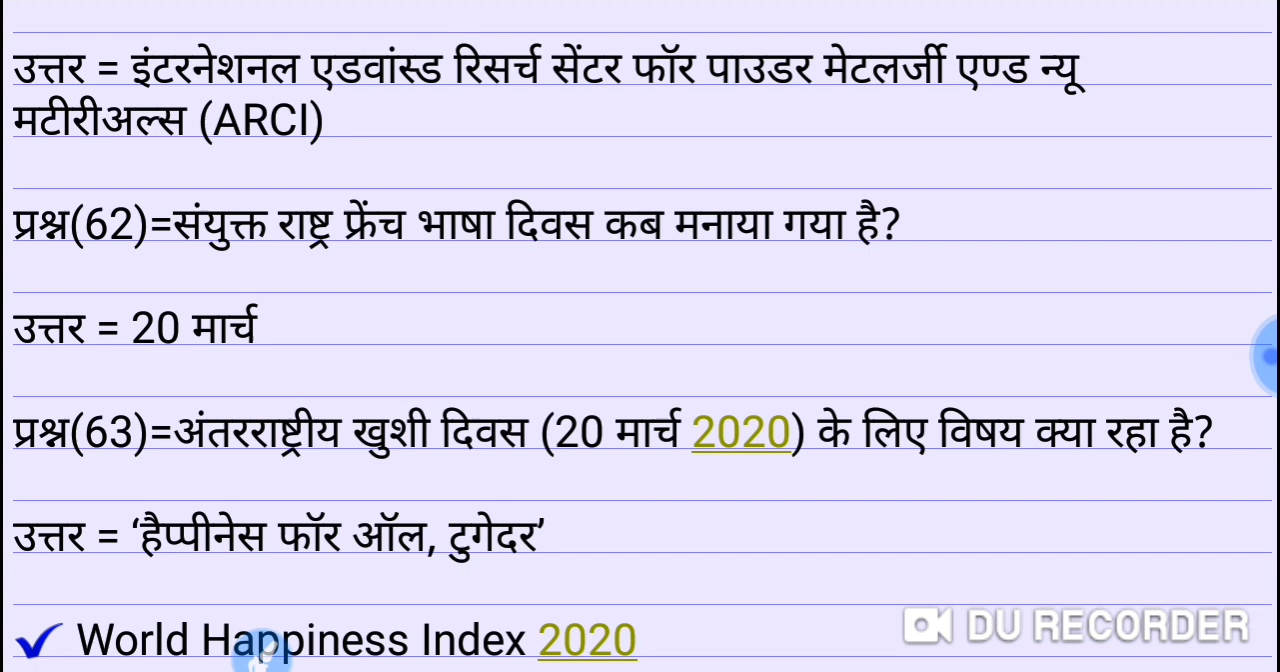 उत्तर = इंटरनेशनल एडवांस्ड रिसर्च सेंटर फॉर पाउडर मेटलर्जी एण्ड न्यू
मटीरीअल्स (ARCI)
प्रश्न(62)=संयुक्त राष्ट्र फ्रेंच भाषा दिवस कब मनाया गया है?
उत्तर = 20 मार्च
प्रश्न(63)=अंतरराष्ट्रीय खुशी दिवस (20 मार्च 2020) के लिए विषय क्या रहा है?
उत्तर = ‘हैप्पीनेस फॉर ऑल, टुगेदर’
✓ World Happiness Index 2020
DU RECORDER